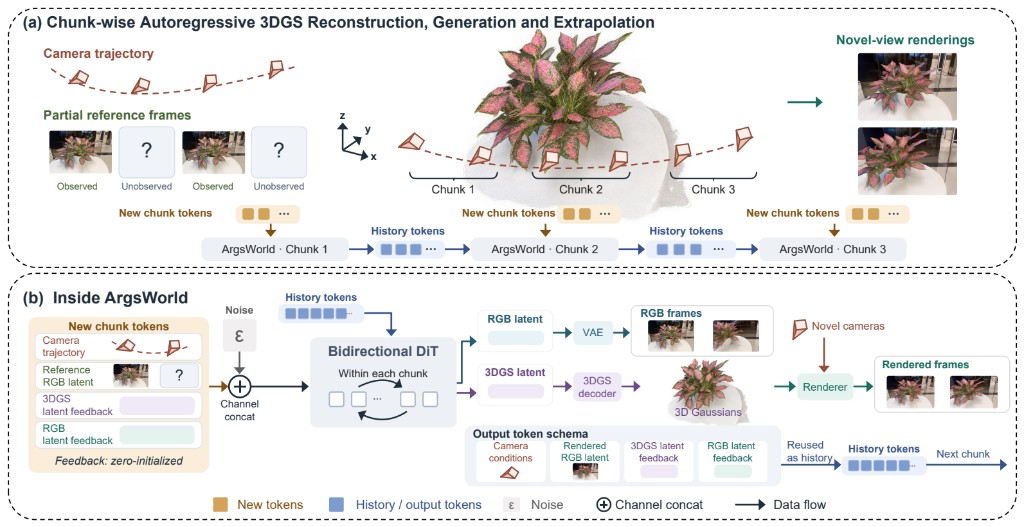 (a) Chunk-wise Autoregressive 3DGS Reconstruction, Generation and Extrapolation
Camera trajectory
Novel-view renderings
Partial reference frames
z
y
x
?
?
Observed
Unobserved
Observed
Unobserved
Chunk 1
Chunk 2
Chunk 3
New chunk tokens
...
New chunk tokens
...
New chunk tokens
...
History tokens
History tokens
ArgsWorld · Chunk 1
...
ArgsWorld · Chunk 2
...
ArgsWorld · Chunk 3
(b) Inside ArgsWorld
New chunk tokens
Camera
trajectory
Reference
RGB latent
?
3DGS
latent feedback
RGB
latent feedback
Feedback: zero-initialized
Noise
ε
Channel
concat
History tokens
...
Bidirectional DiT
Within each chunk
...
RGB latent
VAE
RGB frames
3DGS latent
3DGS
decoder
3D Gaussians
Novel cameras
Renderer
Rendered frames
Output token schema
Camera
conditions
Rendered
RGB latent
3DGS latent
feedback
RGB latent
feedback
Reused
as history
History tokens
...
Next chunk
New tokens
History / output tokens
ε
Noise
Channel concat
Data flow